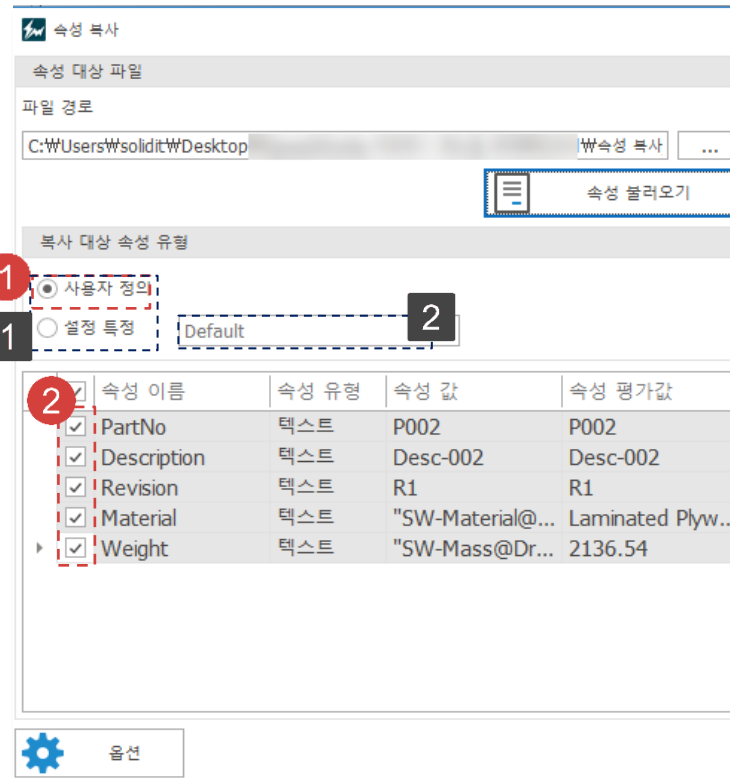 속성 복사
속성 대상 파일
파일 경로
C:₩Users₩solidit₩Desktop ₩속성 복사 ...
속성 불러오기
복사 대상 속성 유형
1 사용자 정의
1 설정 특정 Default 2
2 속성 이름 속성 유형 속성 값 속성 평가값
PartNo 텍스트 P002 P002
Description 텍스트 Desc-002 Desc-002
Revision 텍스트 R1 R1
Material 텍스트 "SW-Material@... Laminated Plyw...
Weight 텍스트 "SW-Mass@Dr... 2136.54
옵션